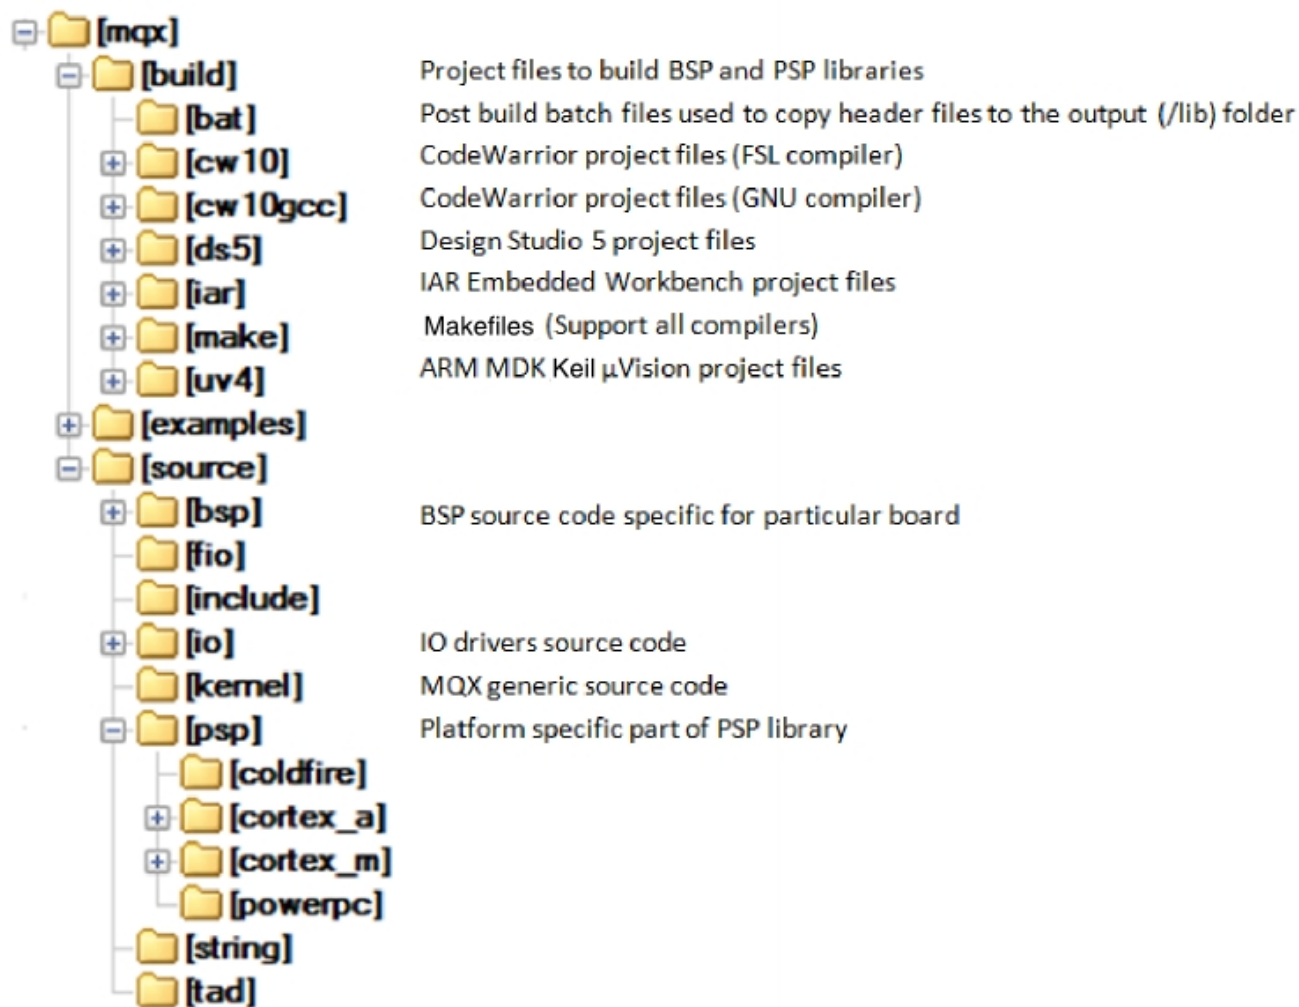 [mqx]
[build] Project files to build BSP and PSP libraries
[bat] Post build batch files used to copy header files to the output (/lib) folder
[cw10] CodeWarrior project files (FSL compiler)
[cw10gcc] CodeWarrior project files (GNU compiler)
[ds5] Design Studio 5 project files
[iar] IAR Embedded Workbench project files
[make] Makefiles (Support all compilers)
[uv4] ARM MDK Keil µVision project files
[examples]
[source]
[bsp] BSP source code specific for particular board
[fio]
[include]
[io] IO drivers source code
[kernel] MQX generic source code
[psp] Platform specific part of PSP library
[coldfire]
[cortex_a]
[cortex_m]
[powerpc]
[string]
[tad]